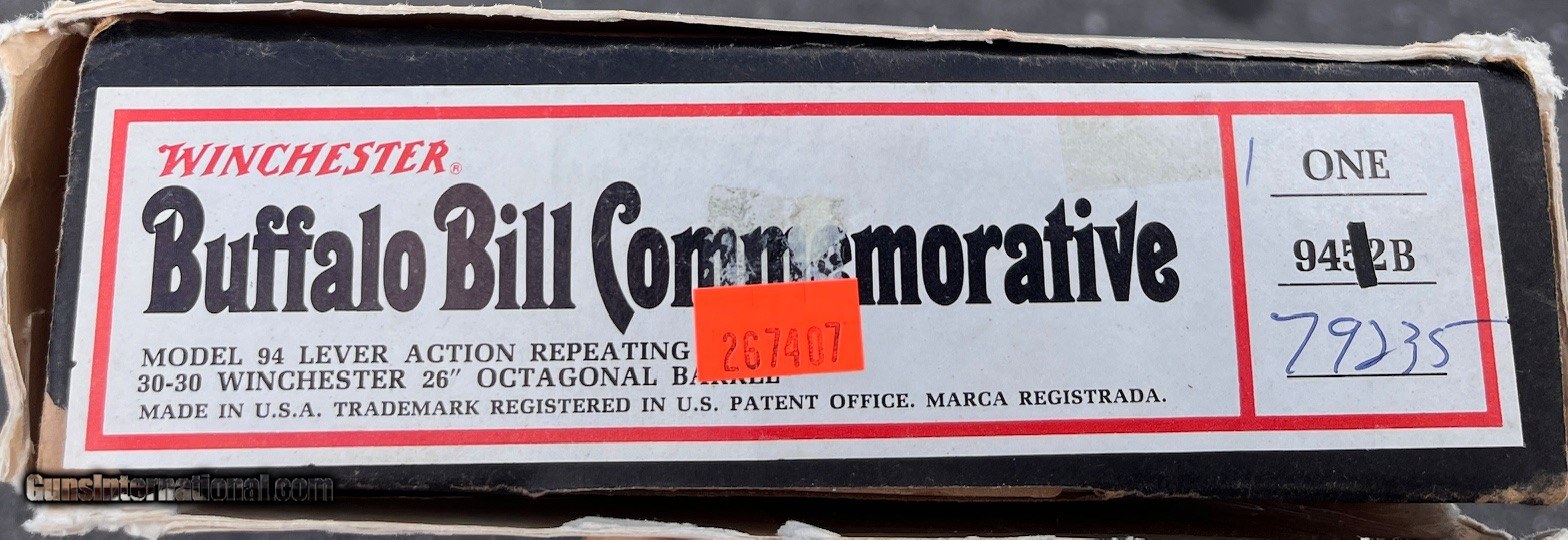 WINCHESTER®
Buffalo Bill Commemorative
267407
MODEL 94 LEVER ACTION REPEATING
30-30 WINCHESTER 26" OCTAGONAL BARREL
MADE IN U.S.A. TRADEMARK REGISTERED IN U.S. PATENT OFFICE. MARCA REGISTRADA.
1 ONE
9452B
79235
GunsInternational.com